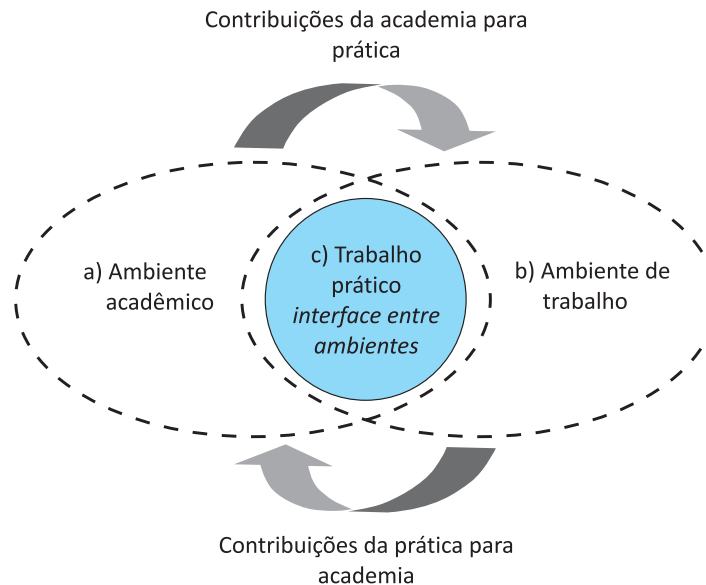 Contribuições da academia para
prática
a) Ambiente
acadêmico
c) Trabalho
prático
interface entre
ambientes
b) Ambiente de
trabalho
Contribuições da prática para
academia